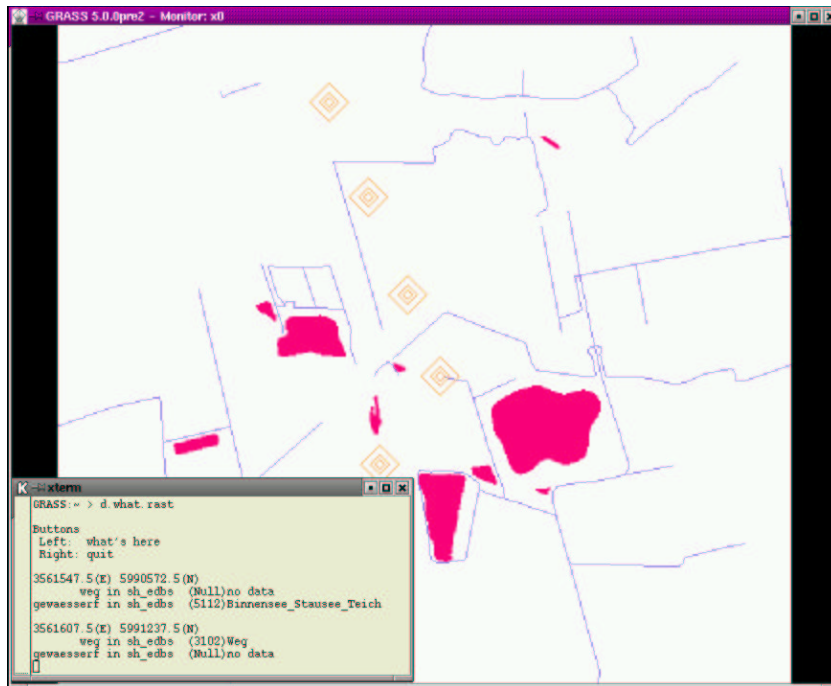 GRASS 5.0.0pre2 - Monitor: x0
xterm
GRASS:~ > d.what.rast
Buttons
Left: what's here
Right: quit
3561547.5(E) 5990572.5(N)
weg in sh_edbs (Null)no data
gewaesserf in sh_edbs (5112)Binnensee_Stausee_Teich
3561607.5(E) 5991237.5(N)
weg in sh_edbs (3102)Weg
gewaesserf in sh_edbs (Null)no data